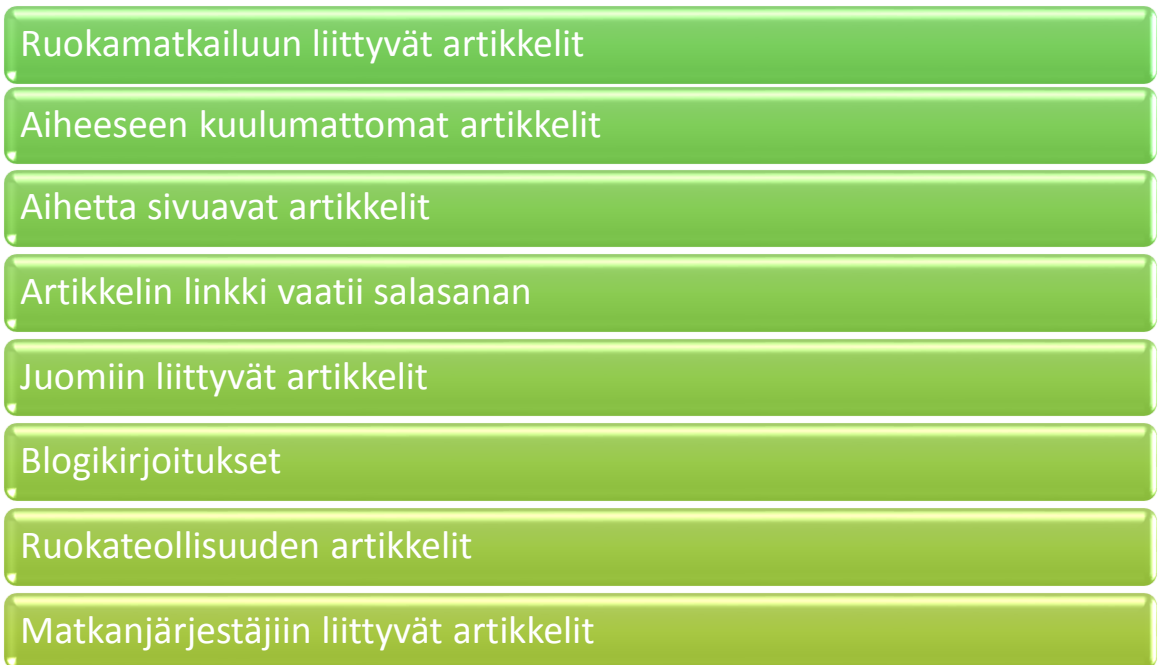 Ruokamatkailuun liittyvät artikkelit
Aiheeseen kuulumattomat artikkelit
Aihetta sivuavat artikkelit
Artikkelin linkki vaatii salasanan
Juomiin liittyvät artikkelit
Blogikirjoitukset
Ruokateollisuuden artikkelit
Matkanjärjestäjiin liittyvät artikkelit